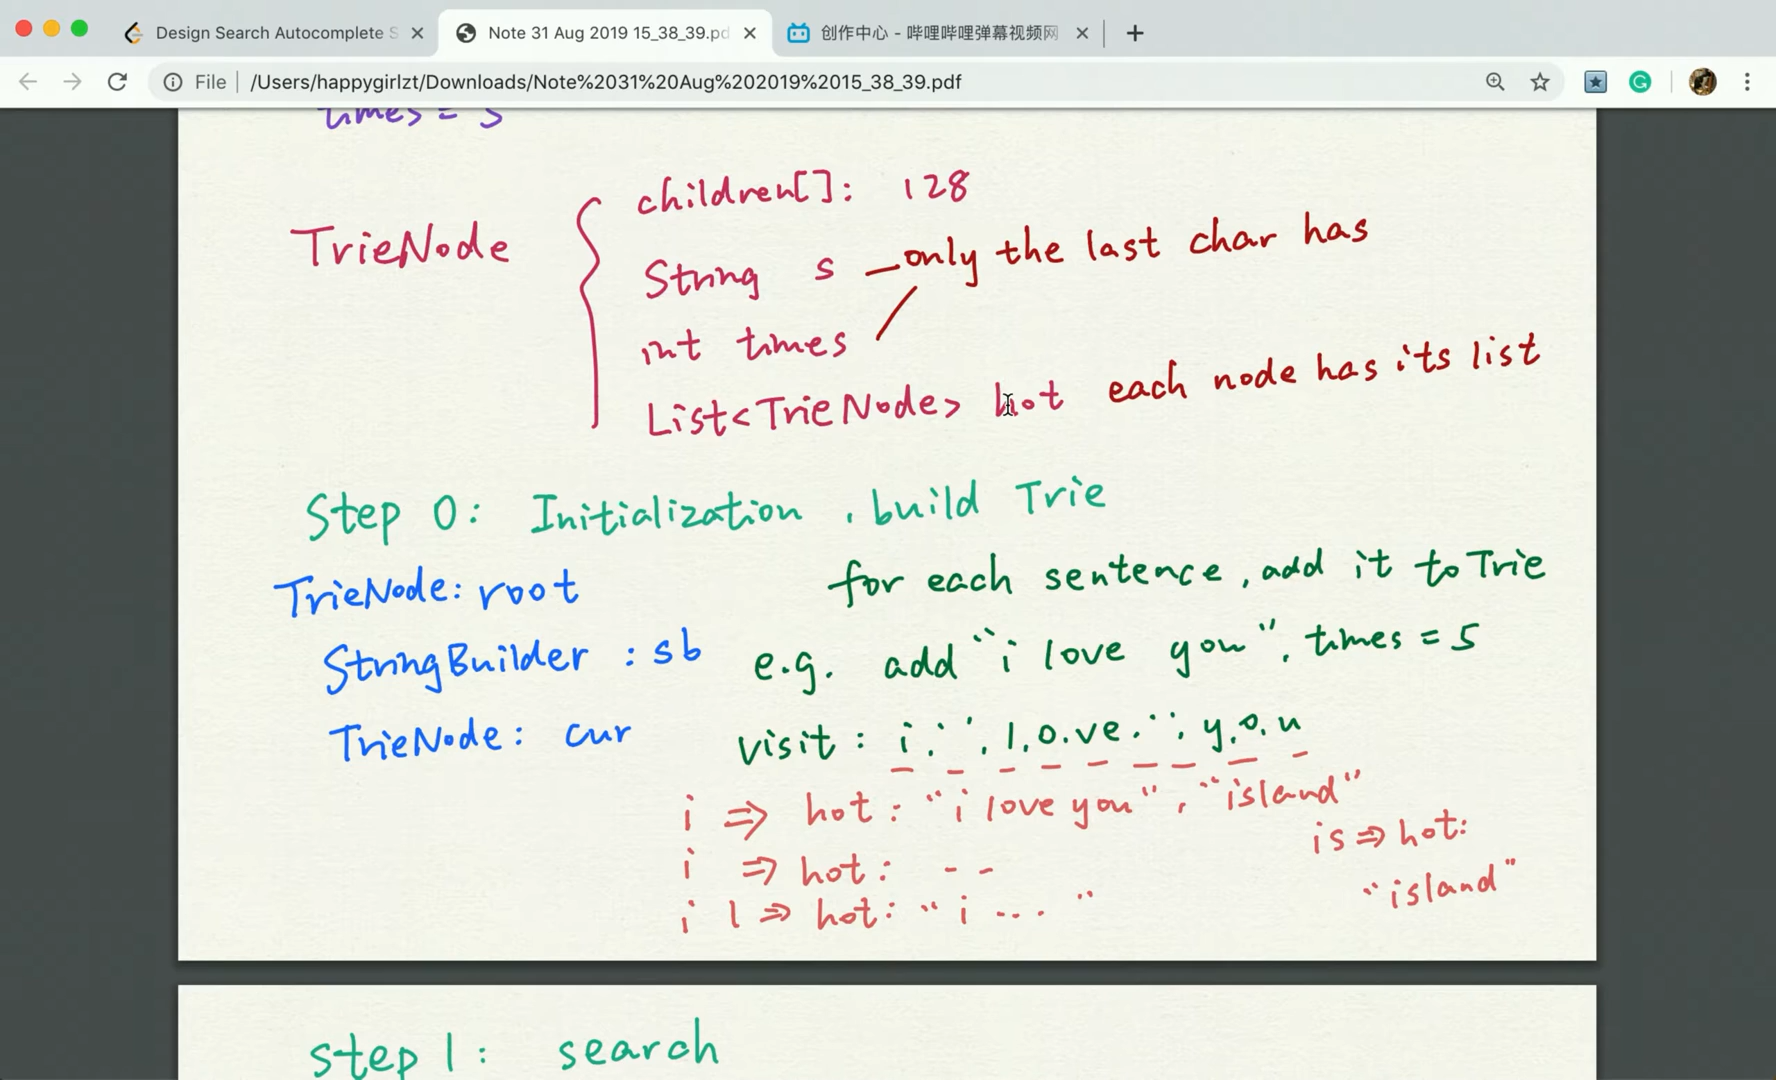 Design Search Autocomplete S
Note 31 Aug 2019 15_38_39.pd
创作中心 - 哔哩哔哩弹幕视频网
File /Users/happygirlzt/Downloads/Note%2031%20Aug%202019%2015_38_39.pdf
times = 5
TrieNode
children[]: 128
String s — only the last char has
int times
List<TrieNode> hot each node has its list
Step 0: Initialization, build Trie
TrieNode: root
for each sentence, add it to Trie
StringBuilder : sb
e.g. add "i love you", times = 5
TrieNode: cur
visit: i, ' ', l,o,ve,' ', y,o,u
i => hot: "i love you", "island"
is => hot:
i => hot: - -
"island"
i l => hot: "i ... "
step 1: search